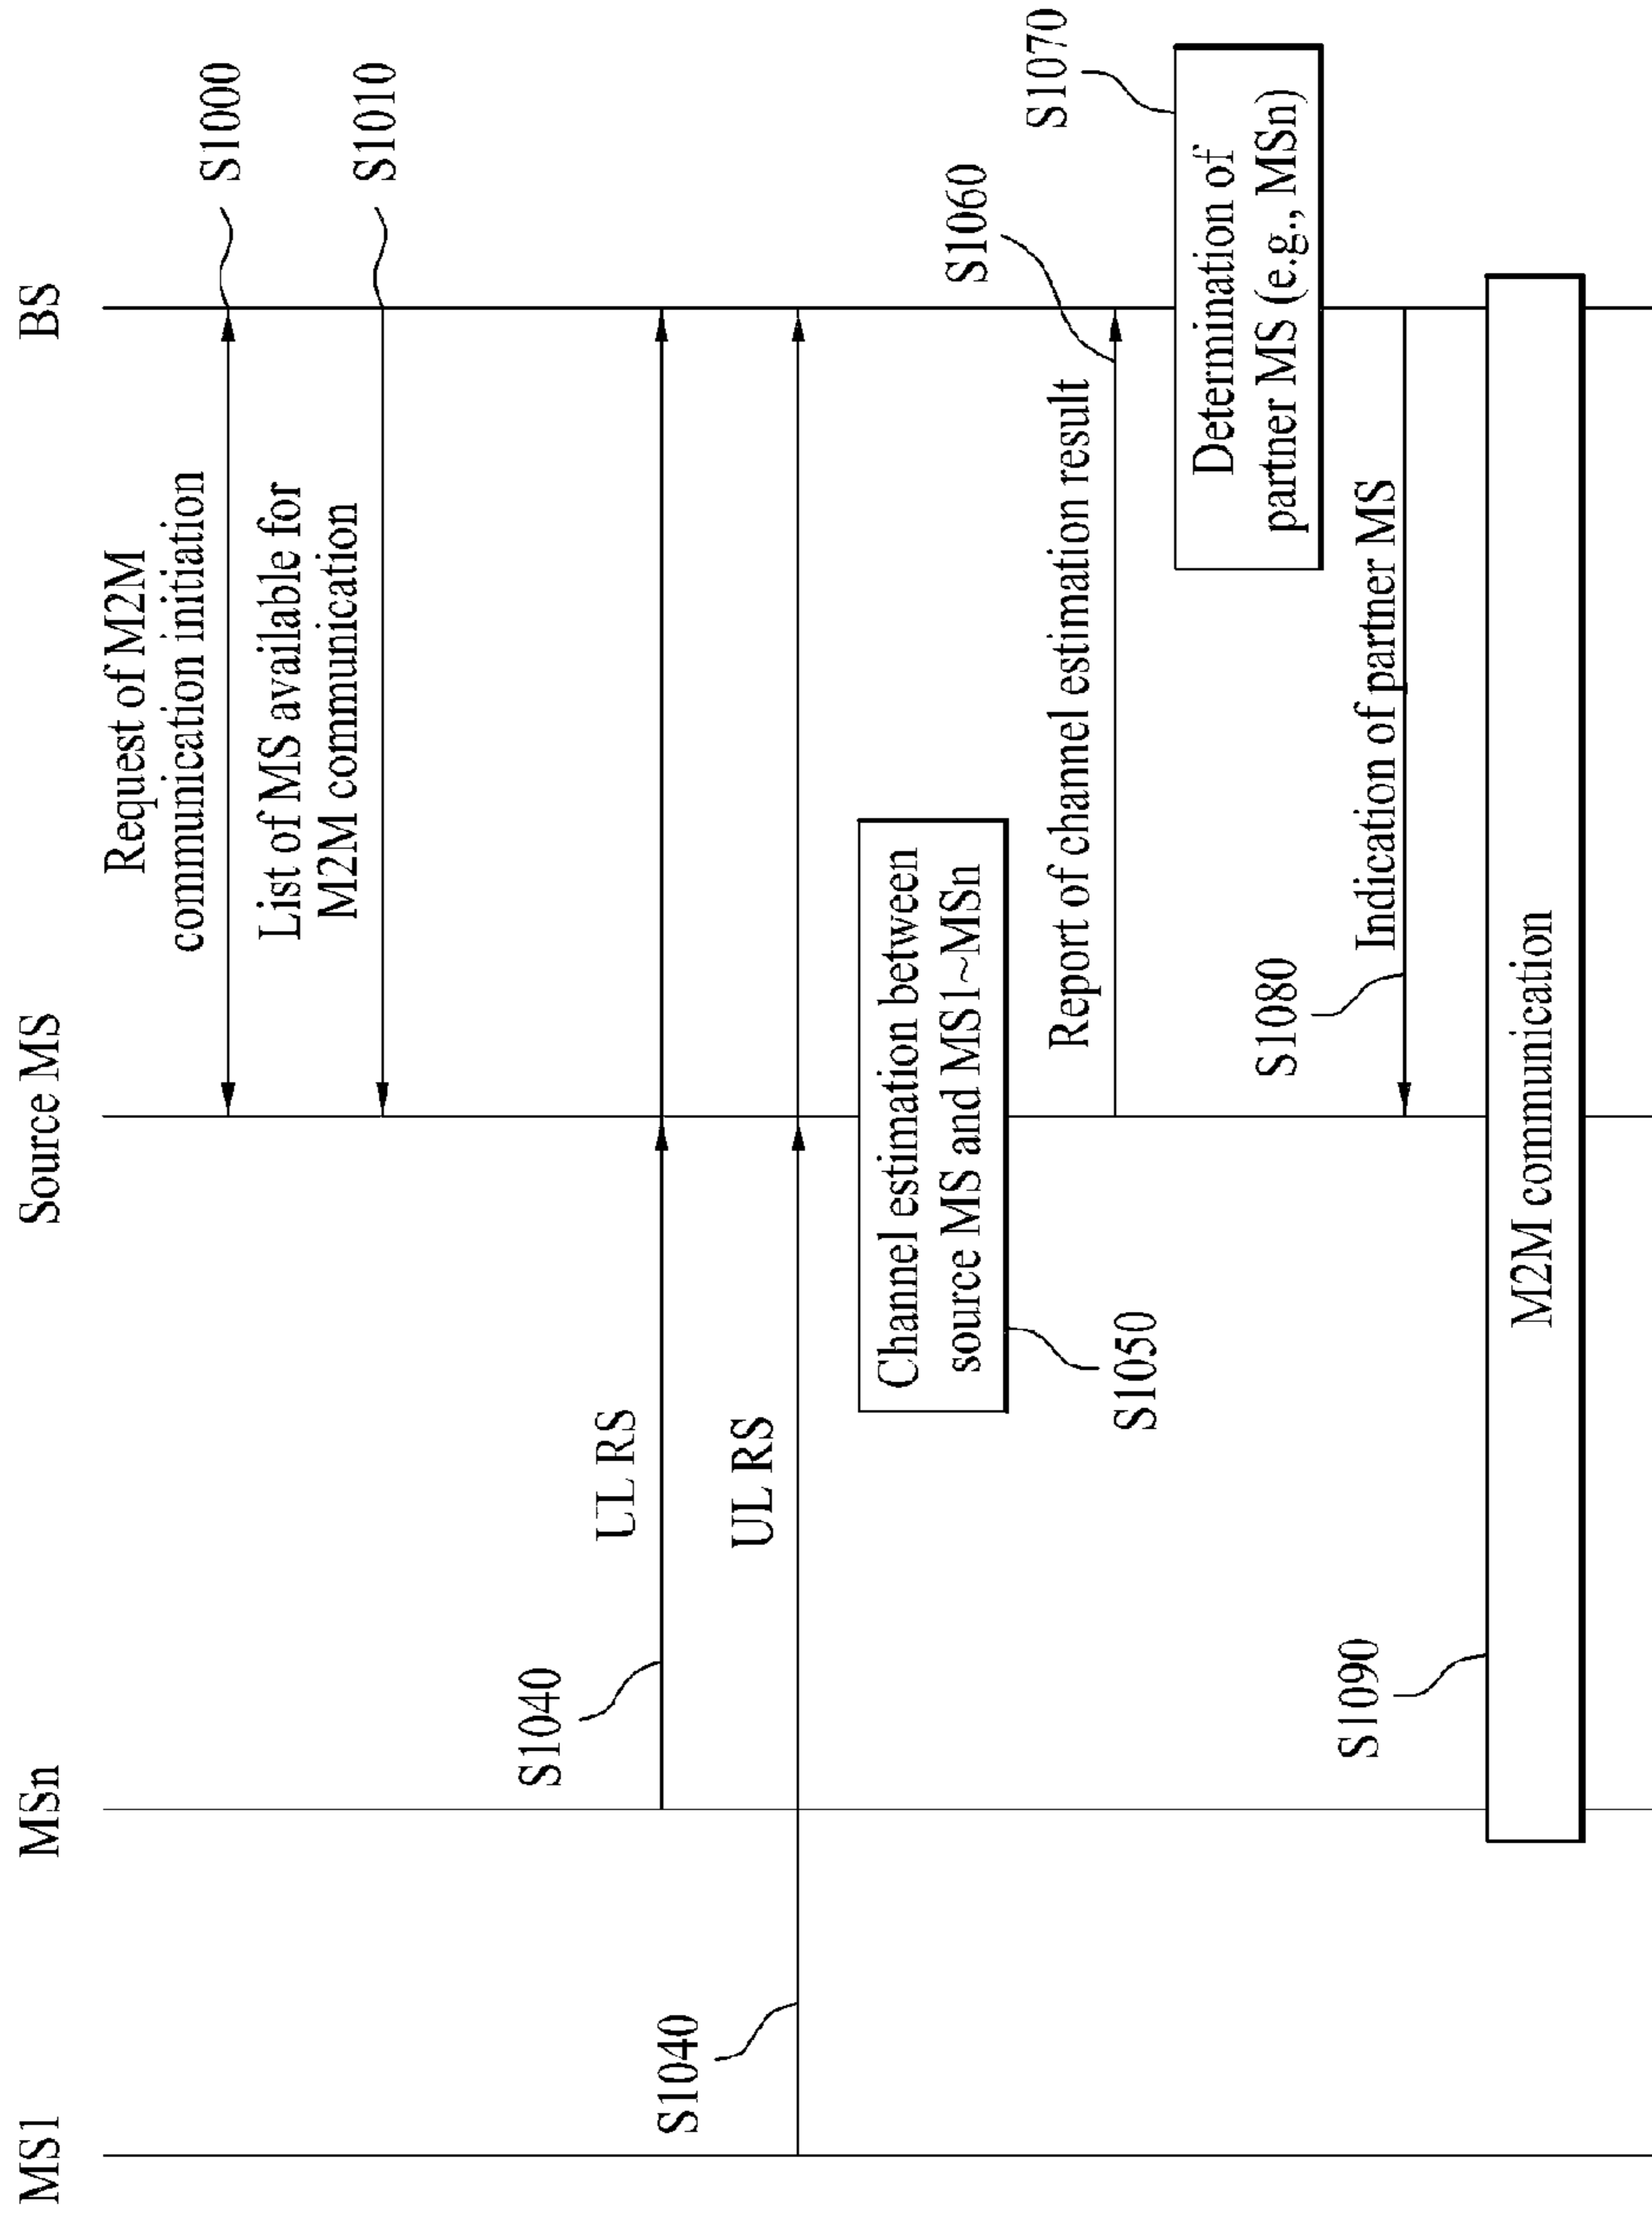 MS1
MSn
Source MS
BS
Request of M2M
communication initiation
S1000
List of MS available for
M2M communication
S1010
S1040
UL RS
S1040
UL RS
Channel estimation between
source MS and MS1~MSn
S1050
Report of channel estimation result
S1060
Determination of
partner MS (e.g., MSn)
S1070
S1080
Indication of partner MS
S1090
M2M communication